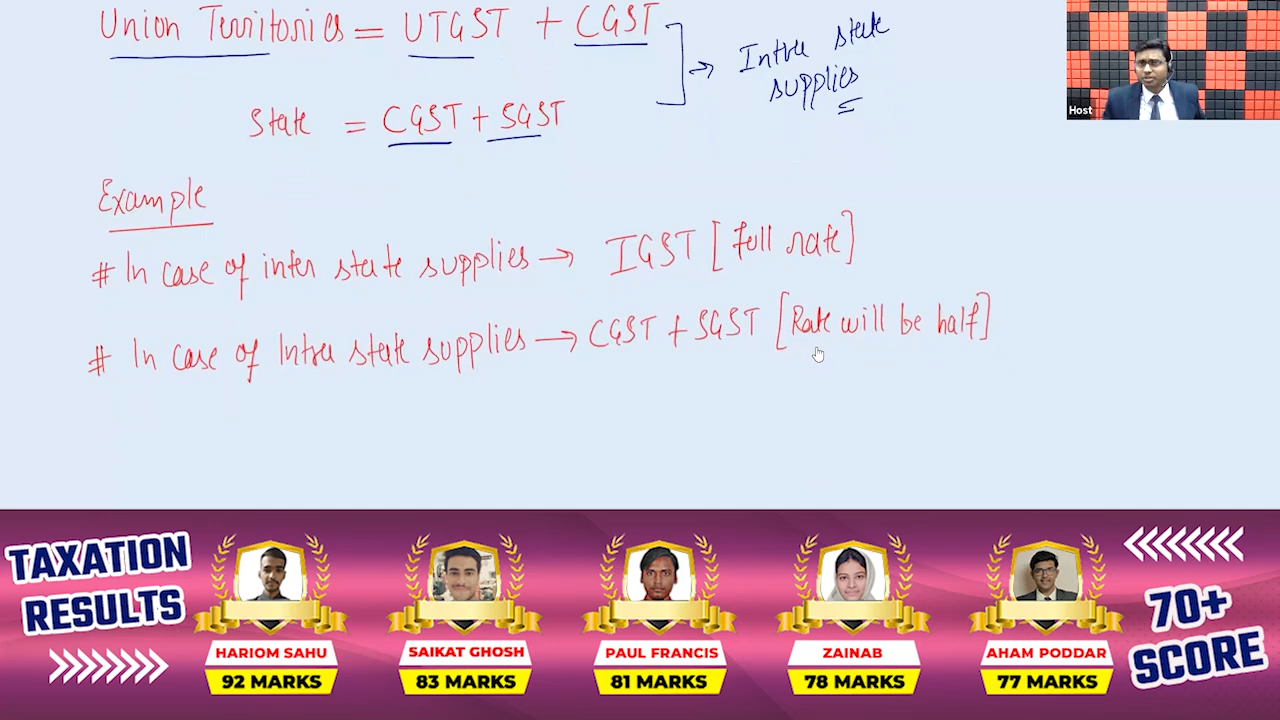 Union Territories = UTGST + CGST
→ Intra state
supplies
State = CGST + SGST
Example
# In case of inter state supplies → IGST [full rate]
# In case of Intra state supplies → CGST + SGST [Rate will be half]
Host
TAXATION
RESULTS
HARIOM SAHU
92 MARKS
SAIKAT GHOSH
83 MARKS
PAUL FRANCIS
81 MARKS
ZAINAB
78 MARKS
AHAM PODDAR
77 MARKS
70+
SCORE